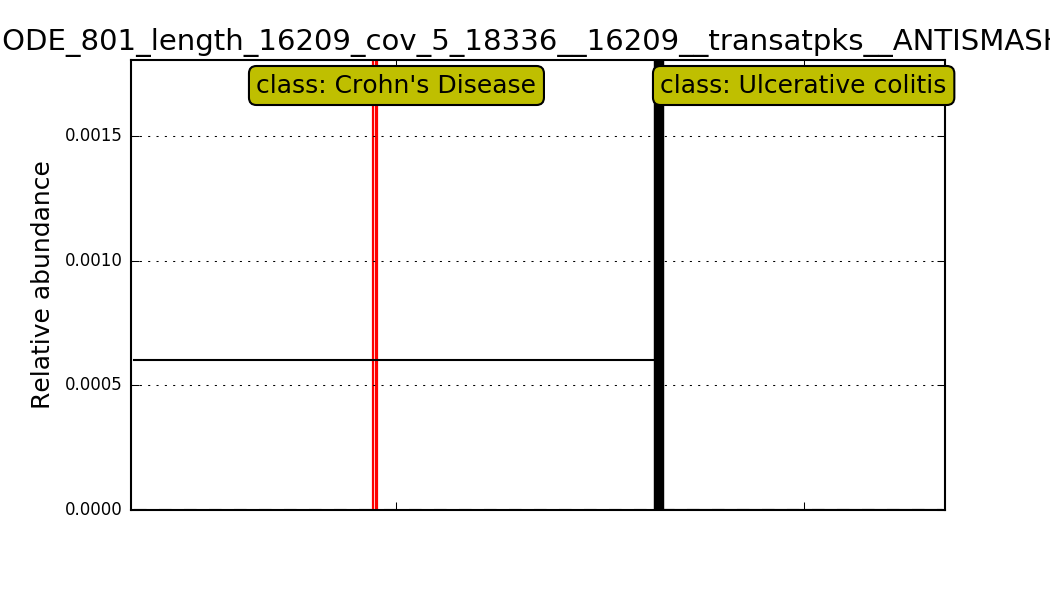 ODE_801_length_16209_cov_5_18336__16209__transatpks__ANTISMASH
class: Crohn's Disease
class: Ulcerative colitis
0.0015
0.0010
0.0005
0.0000
Relative abundance